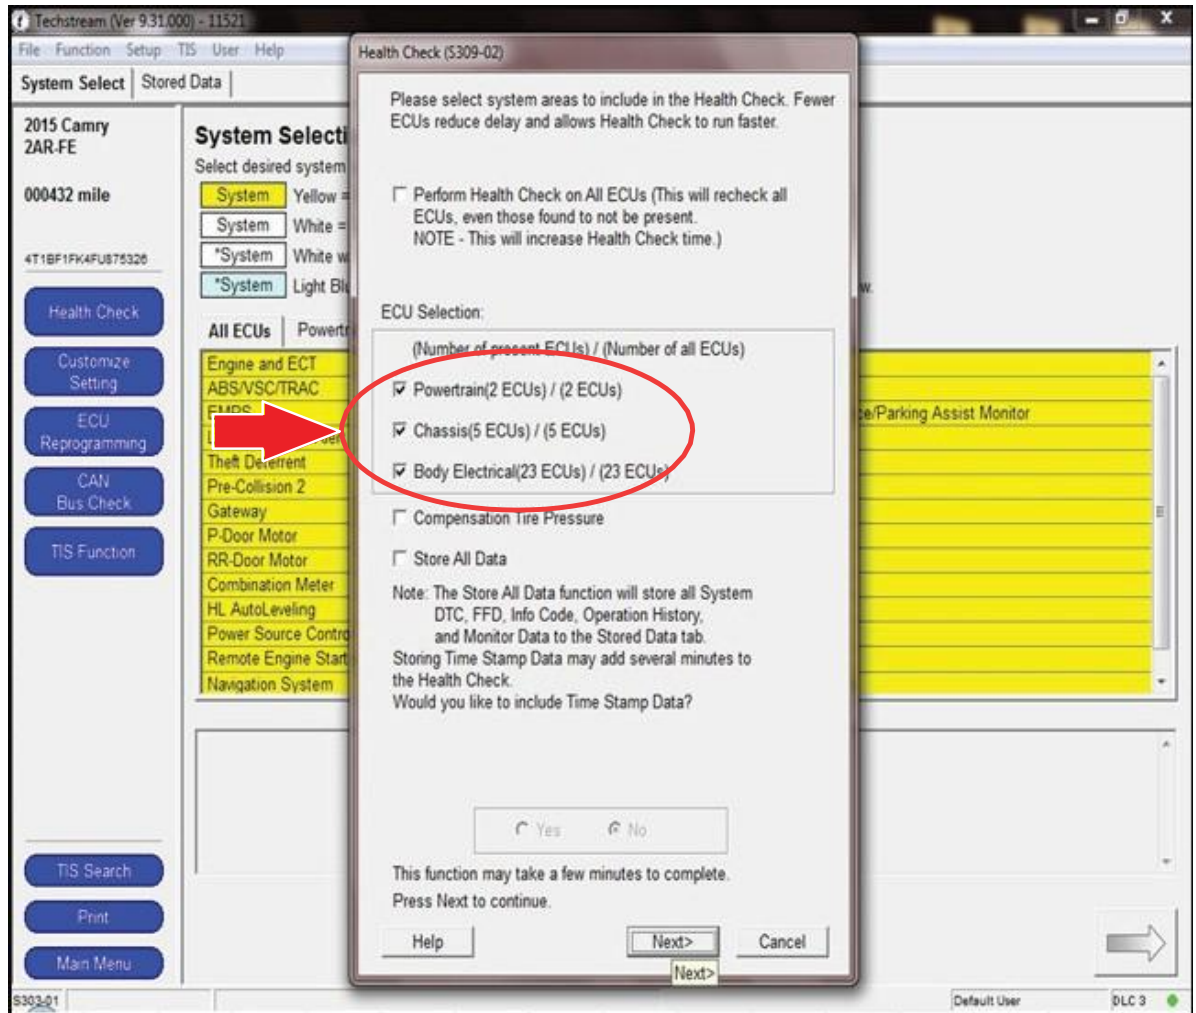 Techstream (Ver 9.31.000) - 11521
File Function Setup TIS User Help
System Select Stored Data
2015 Camry
2AR-FE
000432 mile
4T1BF1FK4FU875326
Health Check
Customize
Setting
ECU
Reprogramming
CAN
Bus Check
TIS Function
TIS Search
Print
Main Menu
S303-01
System Selecti
Select desired system
System Yellow =
System White =
*System White w
*System Light Blu
w.
All ECUs Powertr
Engine and ECT
ABS/VSC/TRAC
EMPS
ce/Parking Assist Monitor
Theft Deterrent
Pre-Collision 2
Gateway
P-Door Motor
RR-Door Motor
Combination Meter
HL AutoLeveling
Power Source Contro
Remote Engine Start
Navigation System
Health Check (S309-02)
Please select system areas to include in the Health Check. Fewer
ECUs reduce delay and allows Health Check to run faster.
Perform Health Check on All ECUs (This will recheck all
ECUs, even those found to not be present.
NOTE - This will increase Health Check time.)
ECU Selection:
(Number of present ECUs) / (Number of all ECUs)
Powertrain(2 ECUs) / (2 ECUs)
Chassis(5 ECUs) / (5 ECUs)
Body Electrical(23 ECUs) / (23 ECUs)
Compensation Tire Pressure
Store All Data
Note: The Store All Data function will store all System
DTC, FFD, Info Code, Operation History,
and Monitor Data to the Stored Data tab.
Storing Time Stamp Data may add several minutes to
the Health Check.
Would you like to include Time Stamp Data?
Yes No
This function may take a few minutes to complete.
Press Next to continue.
Help Next> Cancel
Next>
Default User DLC 3